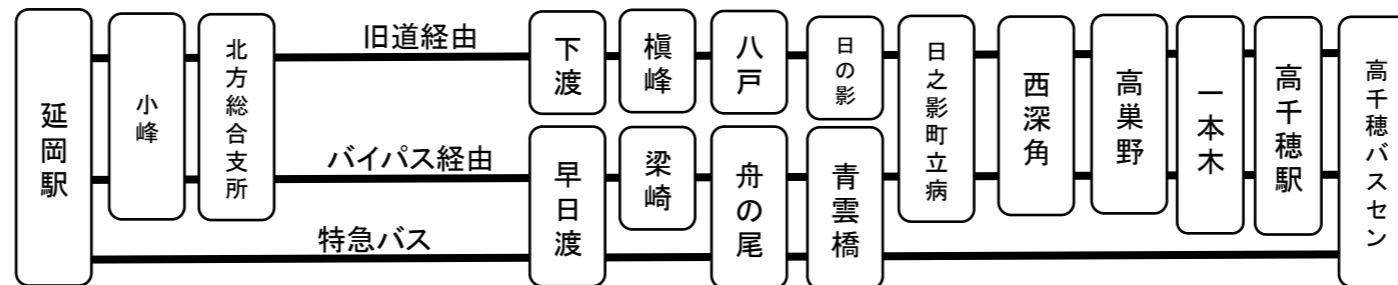 延岡駅
小峰
北方総合支所
旧道経由
バイパス経由
特急バス
下渡
槇峰
八戸
日の影
早日渡
梁崎
舟の尾
青雲橋
日之影町立病
西深角
高巣野
一本木
高千穂駅
高千穂バスセン